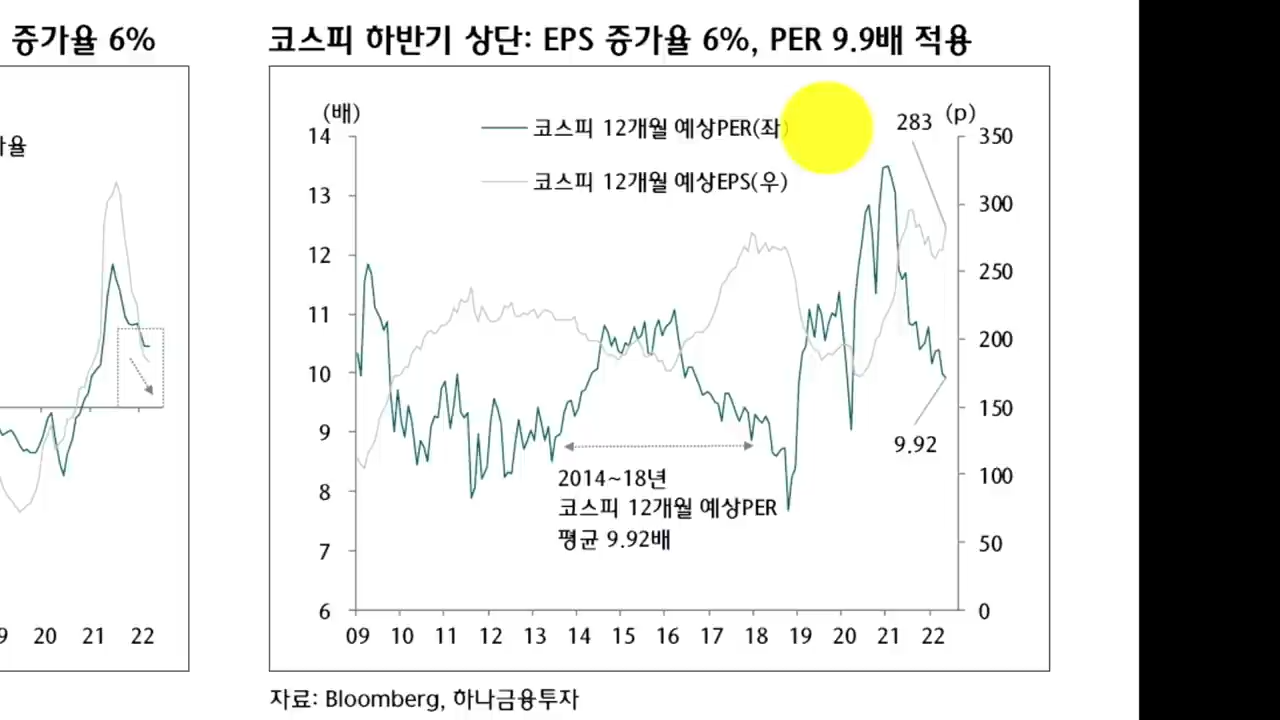 증가율 6%
코스피 하반기 상단: EPS 증가율 6%, PER 9.9배 적용
가율
(배)
(p)
코스피 12개월 예상PER(좌)
코스피 12개월 예상EPS(우)
283
14
13
12
11
10
9
8
7
6
350
300
250
200
150
100
50
0
9.92
2014~18년
코스피 12개월 예상PER
평균 9.92배
9 20 21 22
09 10 11 12 13 14 15 16 17 18 19 20 21 22
자료: Bloomberg, 하나금융투자